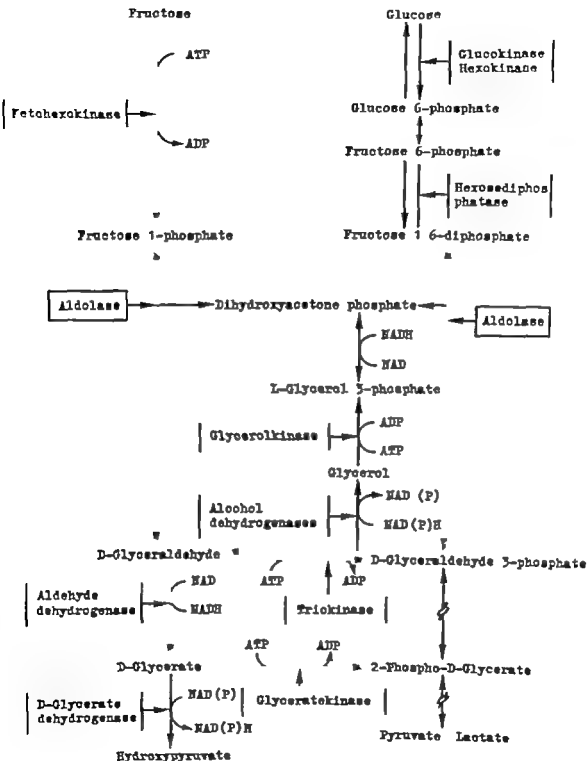 Fructose
Glucose
ATP
Glucokinase
Hexokinase
Fetohexokinase
Glucose 6-phosphate
ADP
Fructose 6-phosphate
Hexosediphos
phatase
Fructose 1-phosphate
Fructose 1 6-diphosphate
Aldolase
Dihydroxyacetone phosphate
Aldolase
NADH
NAD
L-Glycerol 3-phosphate
ADP
Glycerolkinase
ATP
Glycerol
NAD (P)
Alcohol
dehydrogenases
NAD(P)H
D-Glyceraldehyde
D-Glyceraldehyde 3-phosphate
NAD
ATP
ADP
Aldehyde
dehydrogenase
NADH
Triokinase
ATP
ADP
D-Glycerate
2-Phospho-D-Glycerate
NAD(P)
D-Glycerate
dehydrogenase
Glyceratekinase
NAD(P)H
Pyruvate Lactate
Hydroxypyruvate